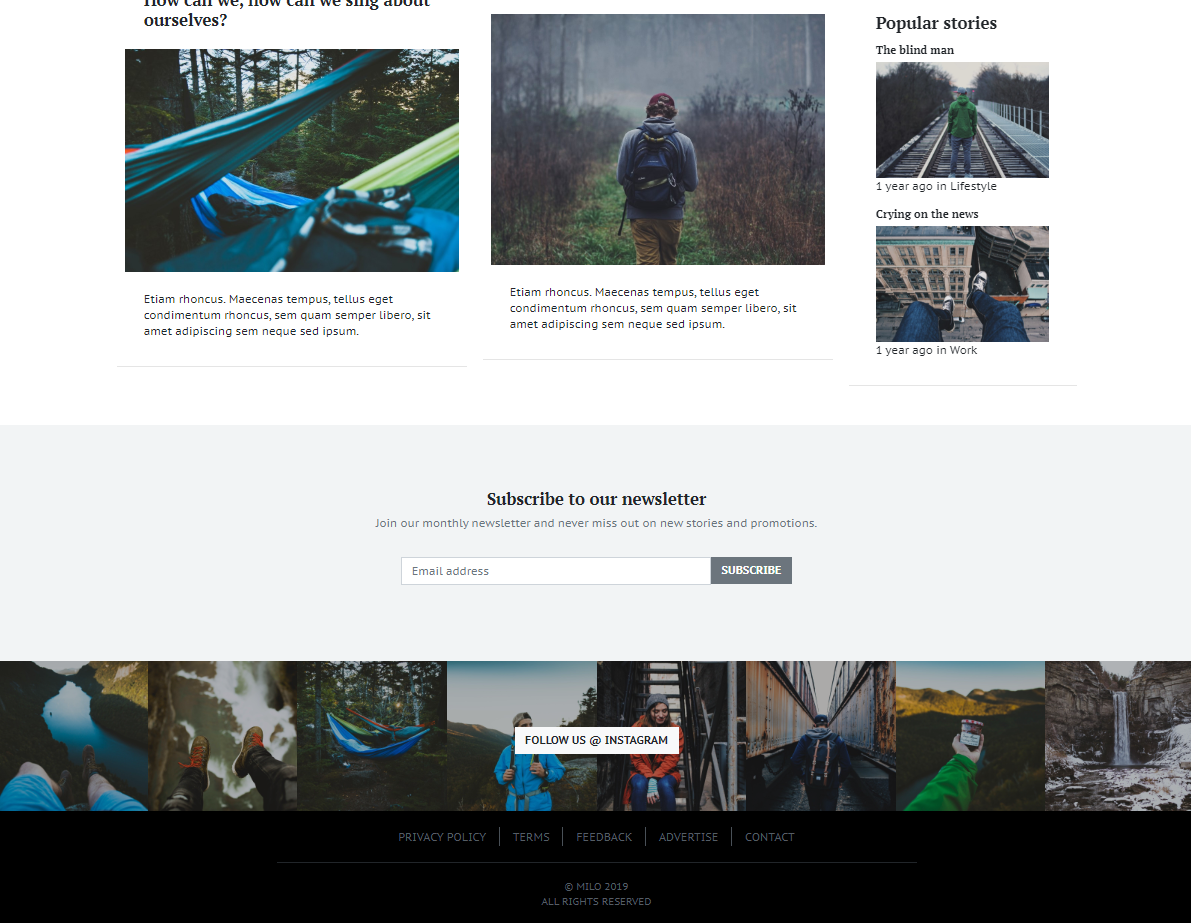 How can we, how can we sing about
ourselves?
Etiam rhoncus. Maecenas tempus, tellus eget
condimentum rhoncus, sem quam semper libero, sit
amet adipiscing sem neque sed ipsum.
Etiam rhoncus. Maecenas tempus, tellus eget
condimentum rhoncus, sem quam semper libero, sit
amet adipiscing sem neque sed ipsum.
Popular stories
The blind man
1 year ago in Lifestyle
Crying on the news
1 year ago in Work
Subscribe to our newsletter
Join our monthly newsletter and never miss out on new stories and promotions.
Email address
SUBSCRIBE
FOLLOW US @ INSTAGRAM
PRIVACY POLICY
TERMS
FEEDBACK
ADVERTISE
CONTACT
© MILO 2019
ALL RIGHTS RESERVED